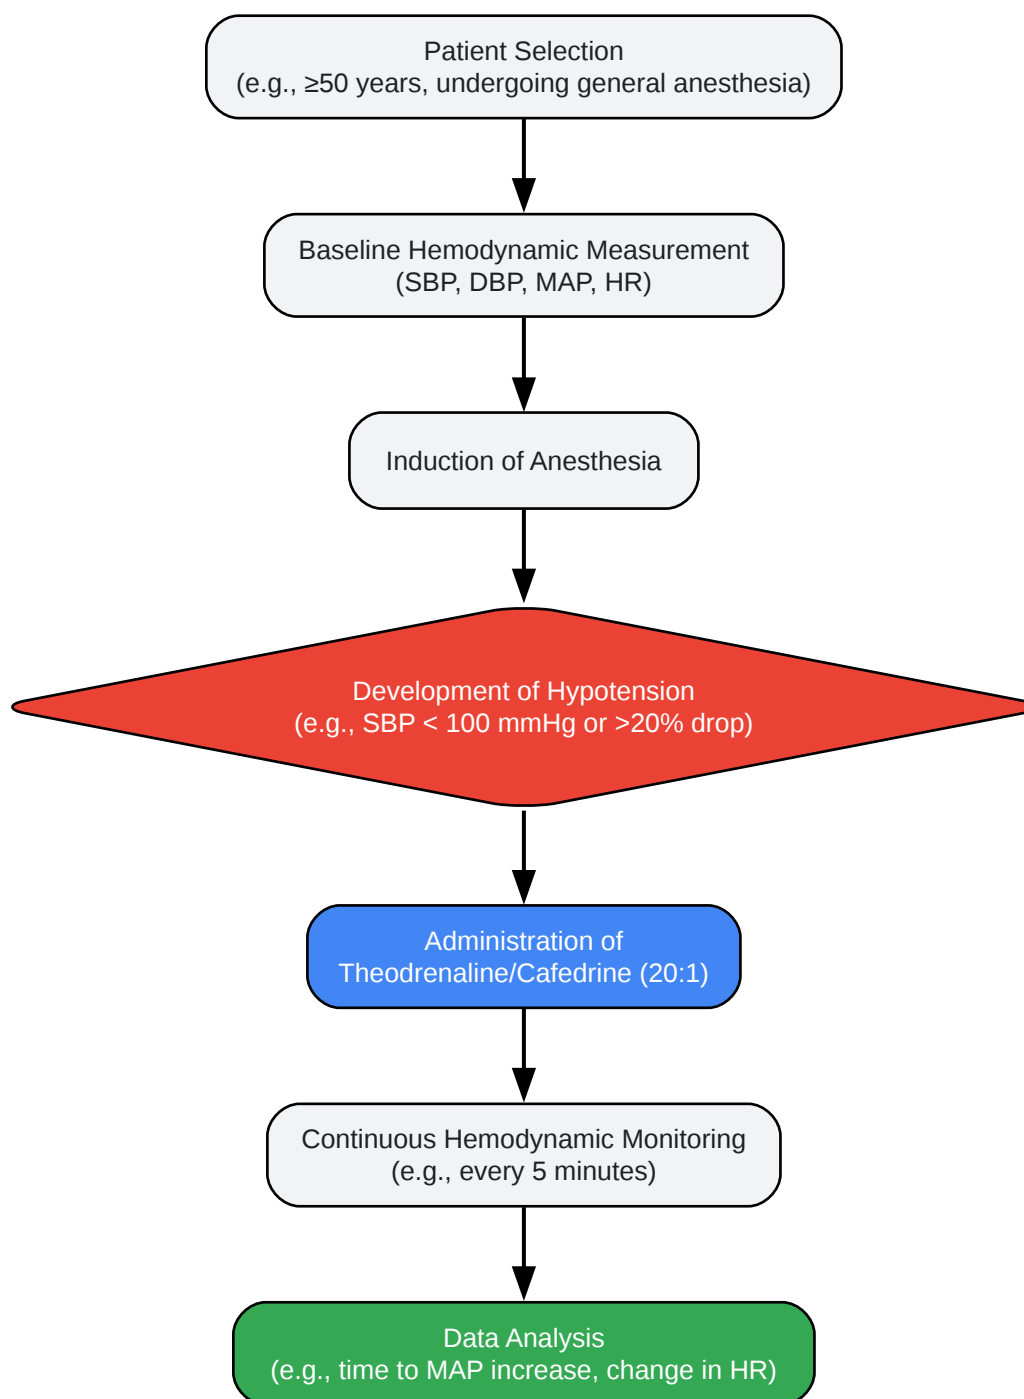 Patient Selection
(e.g., ≥50 years, undergoing general anesthesia)
Baseline Hemodynamic Measurement
(SBP, DBP, MAP, HR)
Induction of Anesthesia
Development of Hypotension
(e.g., SBP < 100 mmHg or >20% drop)
Administration of
Theodrenaline/Cafedrine (20:1)
Continuous Hemodynamic Monitoring
(e.g., every 5 minutes)
Data Analysis
(e.g., time to MAP increase, change in HR)